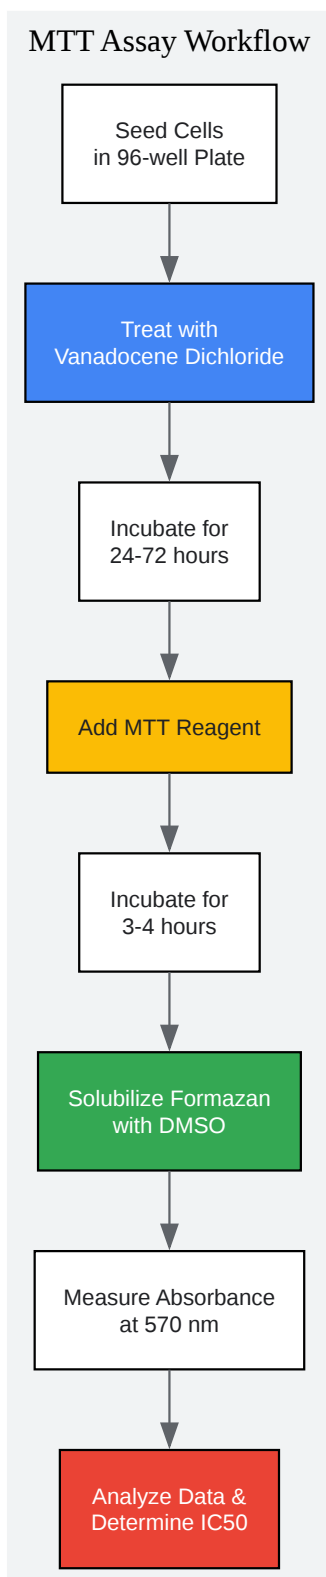 MTT Assay Workflow
Seed Cells
in 96-well Plate
Treat with
Vanadocene Dichloride
Incubate for
24-72 hours
Add MTT Reagent
Incubate for
3-4 hours
Solubilize Formazan
with DMSO
Measure Absorbance
at 570 nm
Analyze Data &
Determine IC50